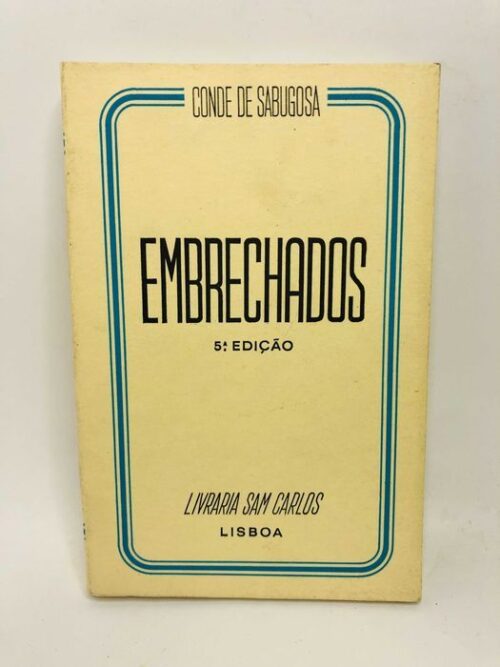 CONDE DE SABUGOSA
EMBRECHADOS
5.ª EDIÇÃO
LIVRARIA SAM CARLOS
LISBOA